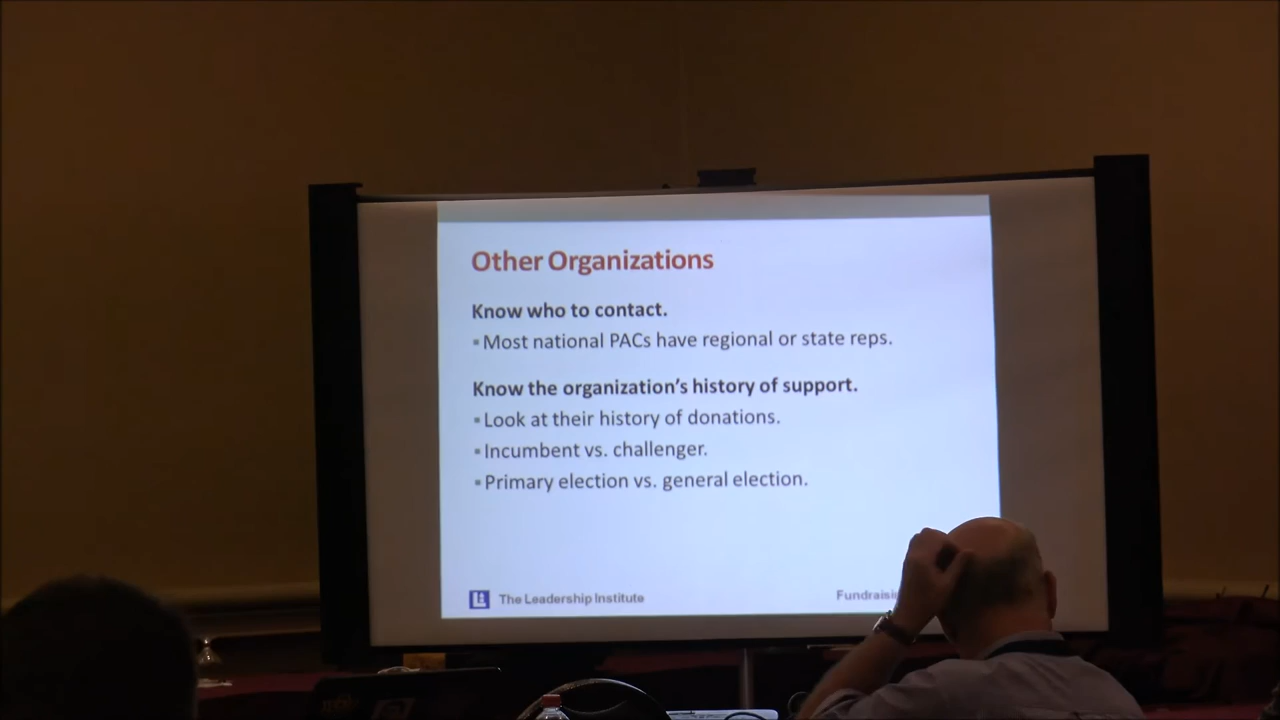 Other Organizations
Know who to contact.
▪ Most national PACs have regional or state reps.
Know the organization's history of support.
▪ Look at their history of donations.
▪ Incumbent vs. challenger.
▪ Primary election vs. general election.
The Leadership Institute